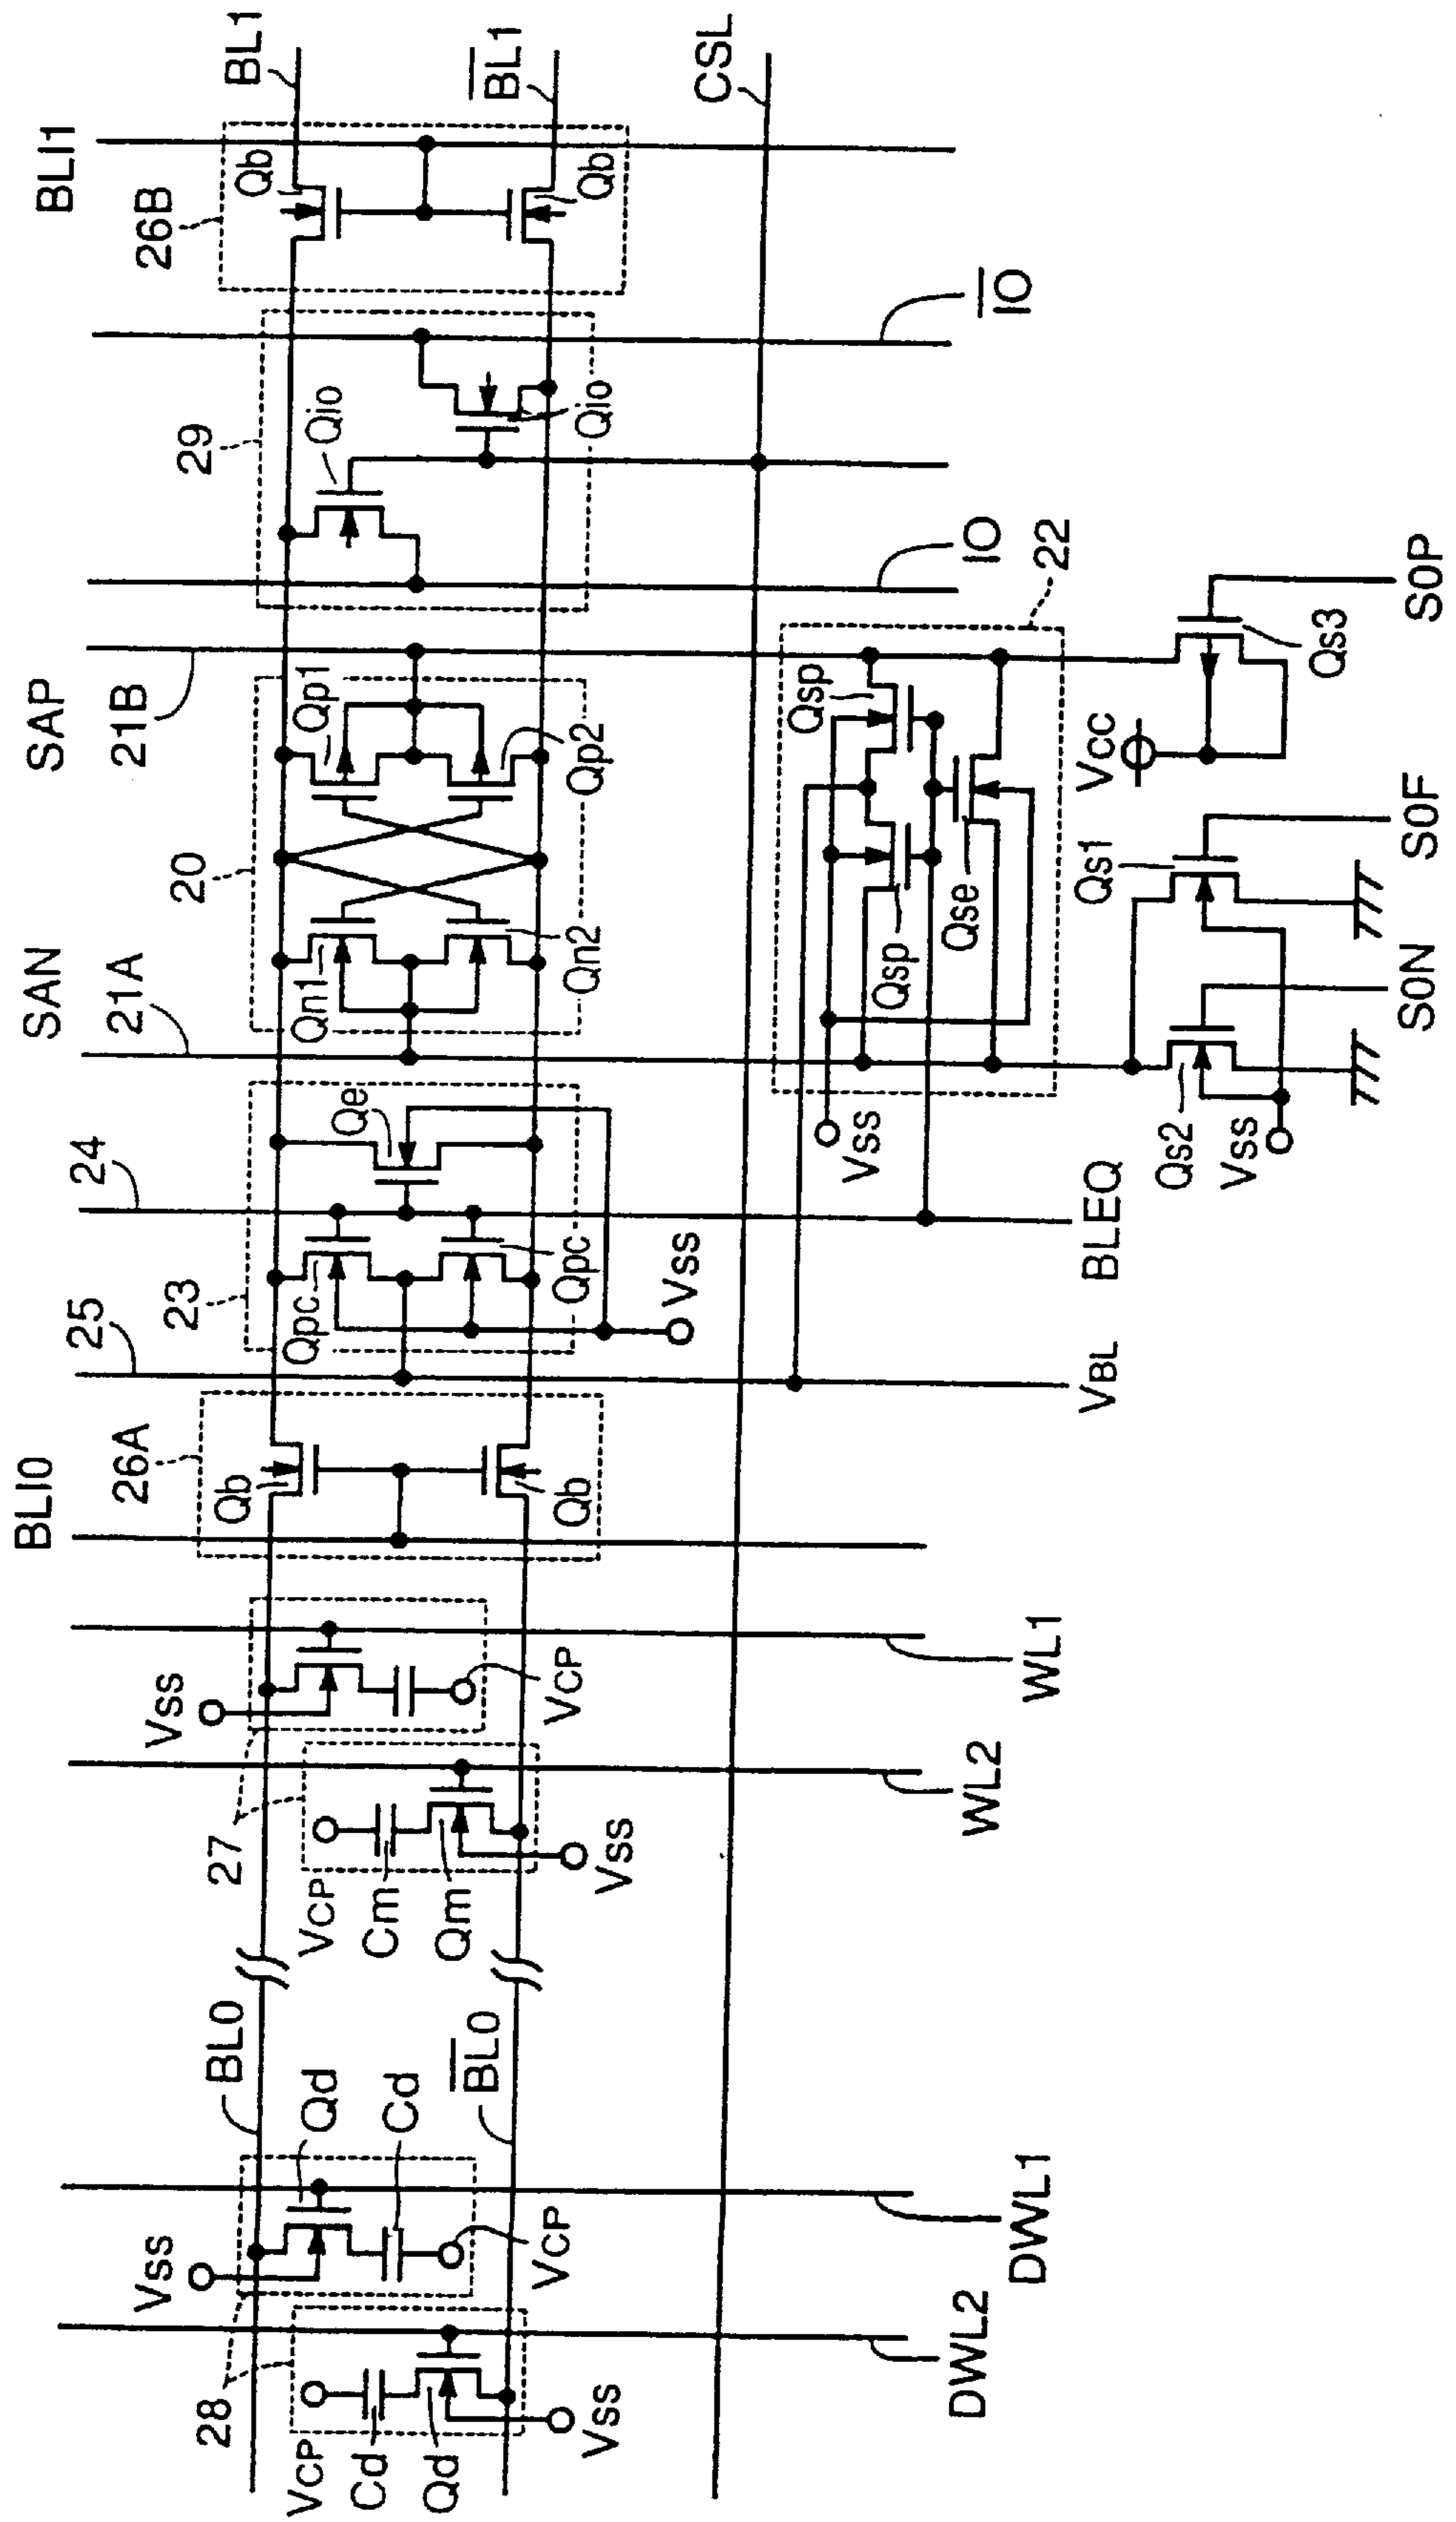 BLI0
SAN
SAP
BLI1
26A
25
24
21A
21B
26B
BL1
23
20
29
Vss
Qb
Qpc
Qe
Qn1
Qp1
Qio
Qb
Vss
28
BL0
27
Qd
Cd
VCP
VCP
Cm
Qm
Qb
Qpc
Qn2
Qp2
Qio
Qb
BL1
VCP
Cd
Qd
VCP
BL0
VCP
Vss
Vss
Vss
CSL
Vss
Qsp
Qsp
Qse
22
IO
IO
DWL2
DWL1
WL2
WL1
VBL
BLEQ
Qs2
Qs1
Vcc
Vss
Qs3
S0N
S0F
S0P